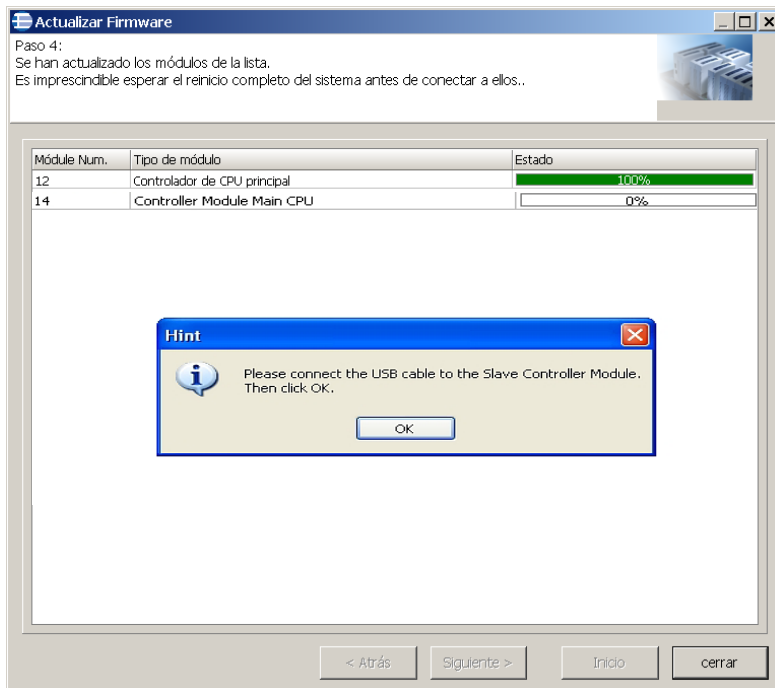 Actualizar Firmware
Paso 4:
Se han actualizado los módulos de la lista.
Es imprescindible esperar el reinicio completo del sistema antes de conectar a ellos..
Módule Num. Tipo de módulo Estado
12 Controlador de CPU principal 100%
14 Controller Module Main CPU 0%
Hint
Please connect the USB cable to the Slave Controller Module.
Then click OK.
OK
< Atrás Siguiente > Inicio cerrar